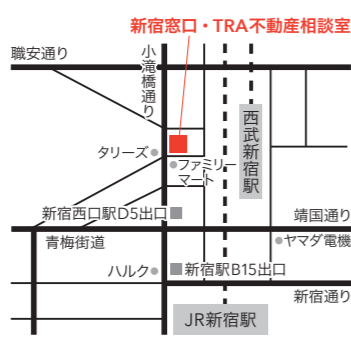 新宿窓口・TRA不動産相談室
職安通り
小滝橋通り
西武新宿駅
タリーズ
ファミリー
マート
新宿西口駅D5出口
靖国通り
青梅街道
ヤマダ電機
ハルク
新宿駅B15出口
新宿通り
JR新宿駅